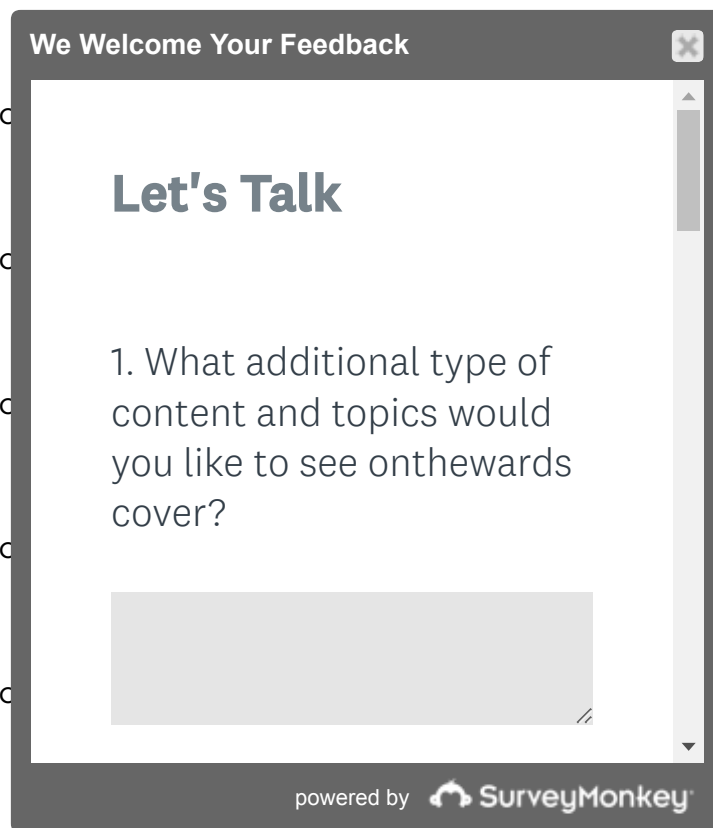 We Welcome Your Feedback
Let's Talk
1. What additional type of
content and topics would
you like to see onthewards
cover?
powered by SurveyMonkey